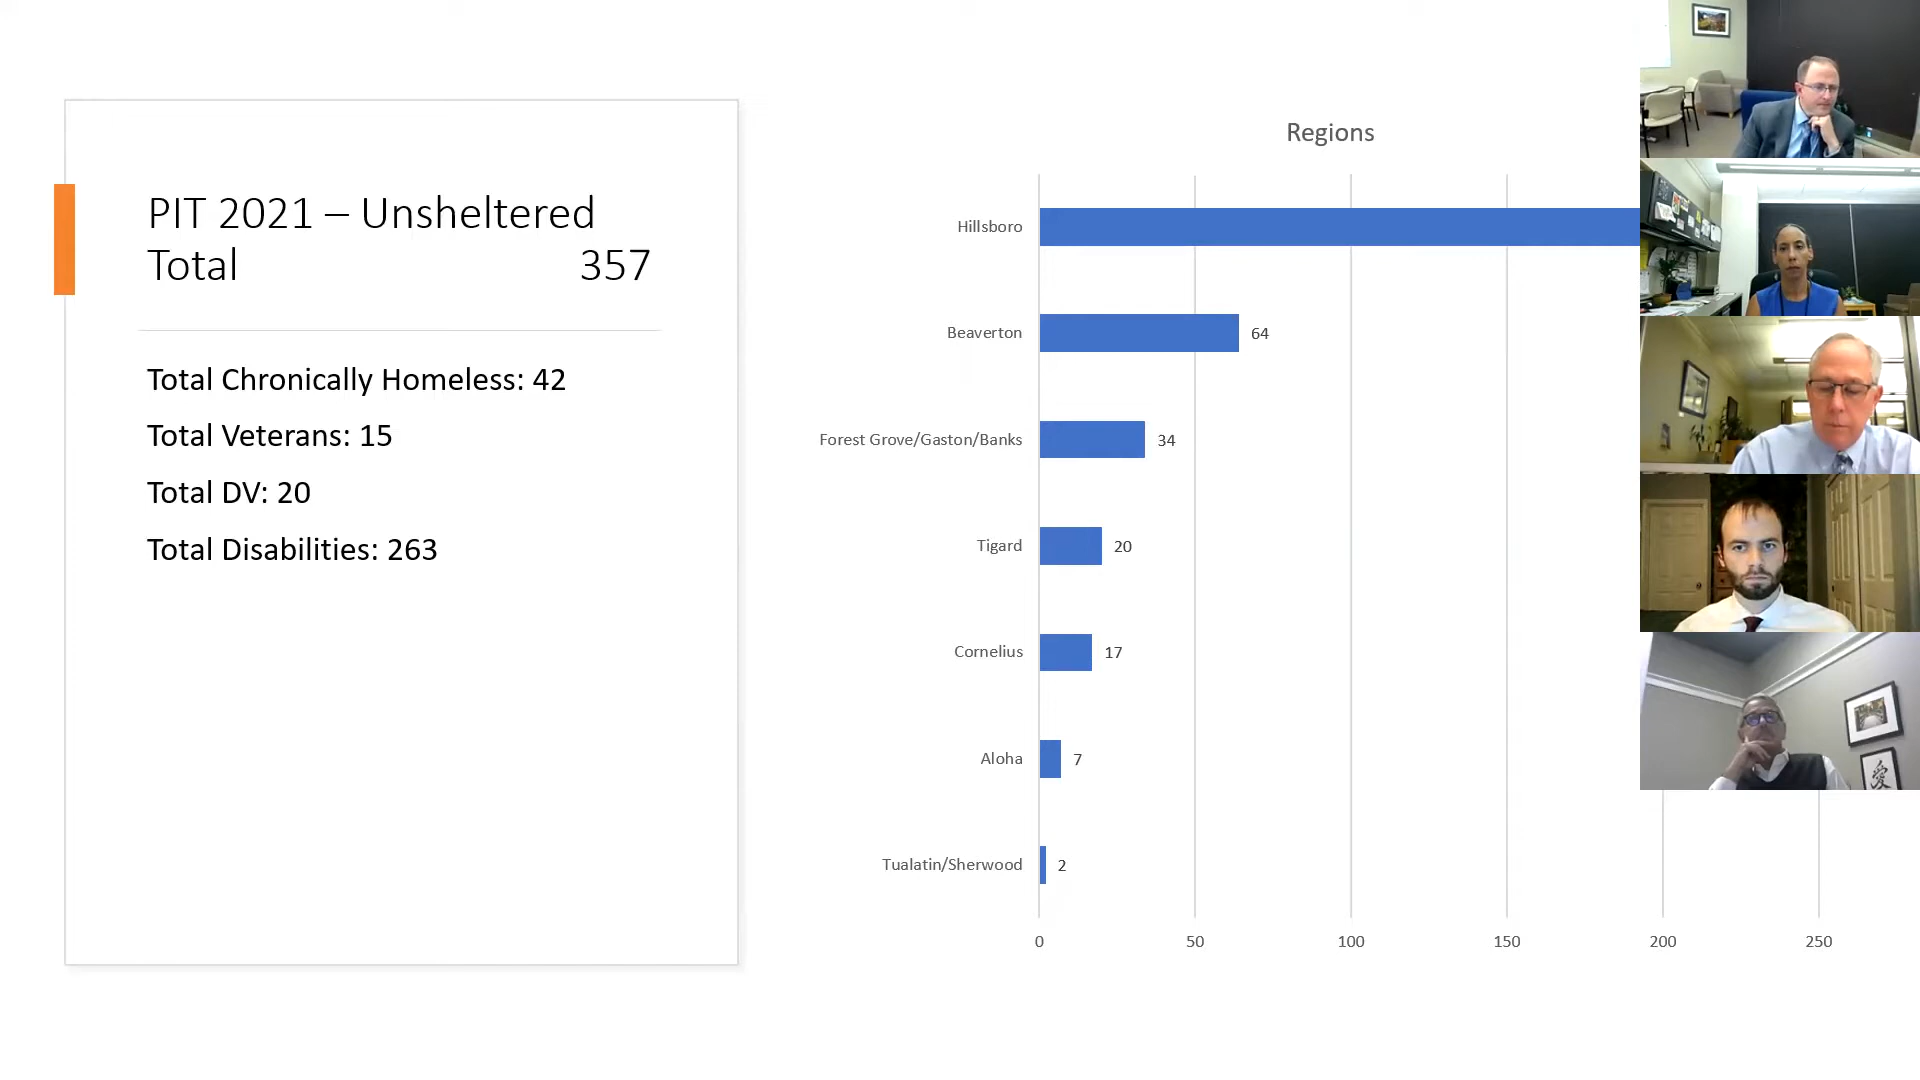 PIT 2021 – Unsheltered
Total 357
Total Chronically Homeless: 42
Total Veterans: 15
Total DV: 20
Total Disabilities: 263
Regions
Hillsboro
Beaverton 64
Forest Grove/Gaston/Banks 34
Tigard 20
Cornelius 17
Aloha 7
Tualatin/Sherwood 2
0 50 100 150 200 250
愛